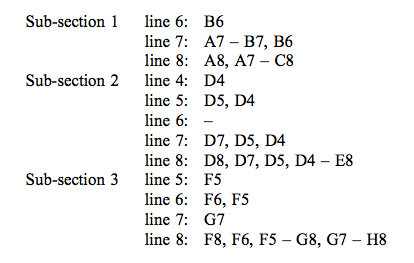 Sub-section 1 line 6: B6
line 7: A7 – B7, B6
line 8: A8, A7 – C8
Sub-section 2 line 4: D4
line 5: D5, D4
line 6: –
line 7: D7, D5, D4
line 8: D8, D7, D5, D4 – E8
Sub-section 3 line 5: F5
line 6: F6, F5
line 7: G7
line 8: F8, F6, F5 – G8, G7 – H8